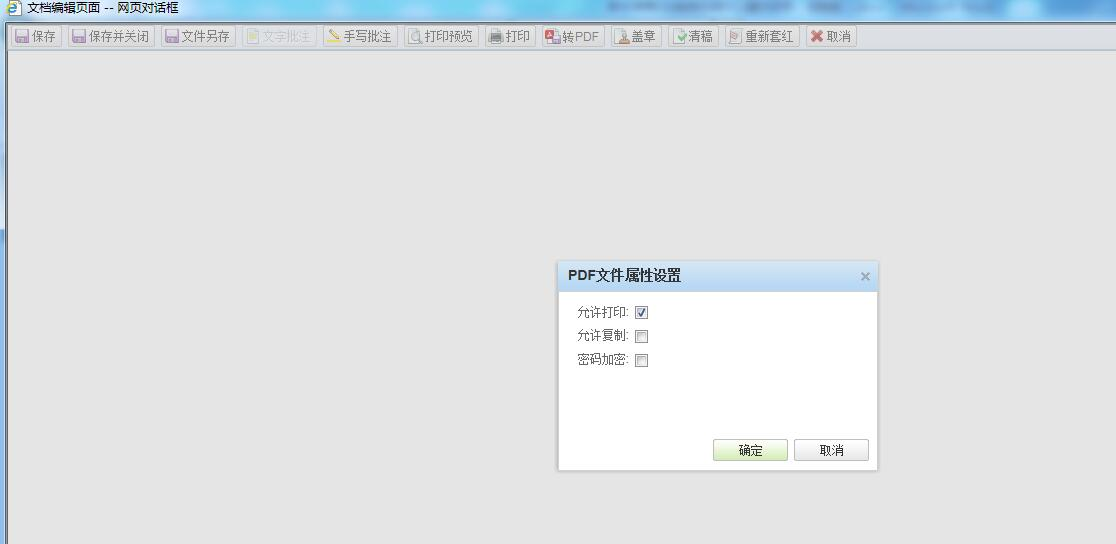 文档编辑页面 -- 网页对话框
保存 保存并关闭 文件另存 文字批注 手写批注 打印预览 打印 转PDF 盖章 清稿 重新套红 取消
PDF文件属性设置
允许打印:
允许复制:
密码加密:
确定 取消